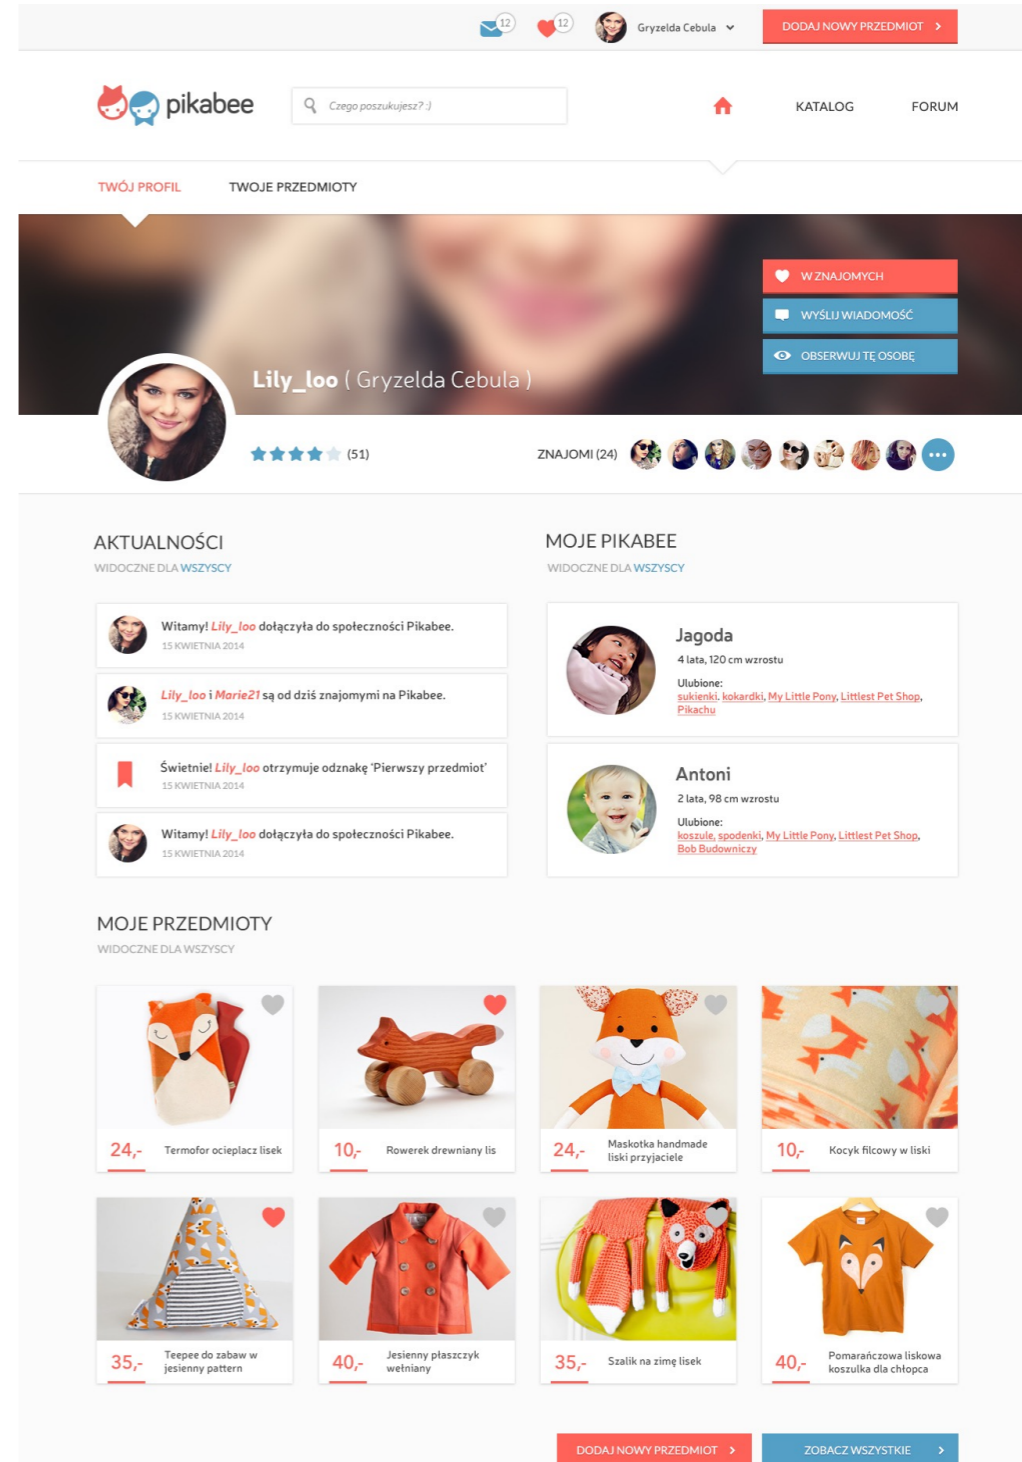 12
12
Gryzelda Cebula
DODAJ NOWY PRZEDMIOT
pikabee
Czego poszukujesz? :)
KATALOG
FORUM
TWÓJ PROFIL
TWOJE PRZEDMIOTY
W ZNAJOMYCH
WYŚLIJ WIADOMOŚĆ
OBSERWUJ TĘ OSOBĘ
Lily_loo ( Gryzelda Cebula )
(51)
ZNAJOMI (24)
AKTUALNOŚCI
WIDOCZNE DLA WSZYSCY
Witamy! Lily_loo dołączyła do społeczności Pikabee.
15 KWIETNIA 2014
Lily_loo i Marie21 są od dziś znajomymi na Pikabee.
15 KWIETNIA 2014
Świetnie! Lily_loo otrzymuje odznakę ‘Pierwszy przedmiot’
15 KWIETNIA 2014
Witamy! Lily_loo dołączyła do społeczności Pikabee.
15 KWIETNIA 2014
MOJE PIKABEE
WIDOCZNE DLA WSZYSCY
Jagoda
4 lata, 120 cm wzrostu
Ulubione:
sukienki. kokardki, My Little Pony, Littlest Pet Shop,
Pikachu
Antoni
2 lata, 98 cm wzrostu
Ulubione:
koszule, spodenki, My Little Pony, Littlest Pet Shop,
Bob Budowniczy
MOJE PRZEDMIOTY
WIDOCZNE DLA WSZYSCY
24,- Termofor ocieplacz lisek
10,- Rowerek drewniany lis
24,- Maskotka handmade
liski przyjaciele
10,- Kocyk filcowy w liski
35,- Teepee do zabaw w
jesienny pattern
40,- Jesienny płaszczyk
wełniany
35,- Szalik na zimę lisek
40,- Pomarańczowa liskowa
koszulka dla chłopca
DODAJ NOWY PRZEDMIOT
ZOBACZ WSZYSTKIE